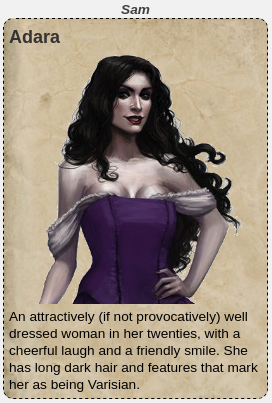 Sam
Adara
An attractively (if not provocatively) well
dressed woman in her twenties, with a
cheerful laugh and a friendly smile. She
has long dark hair and features that mark
her as being Varisian.